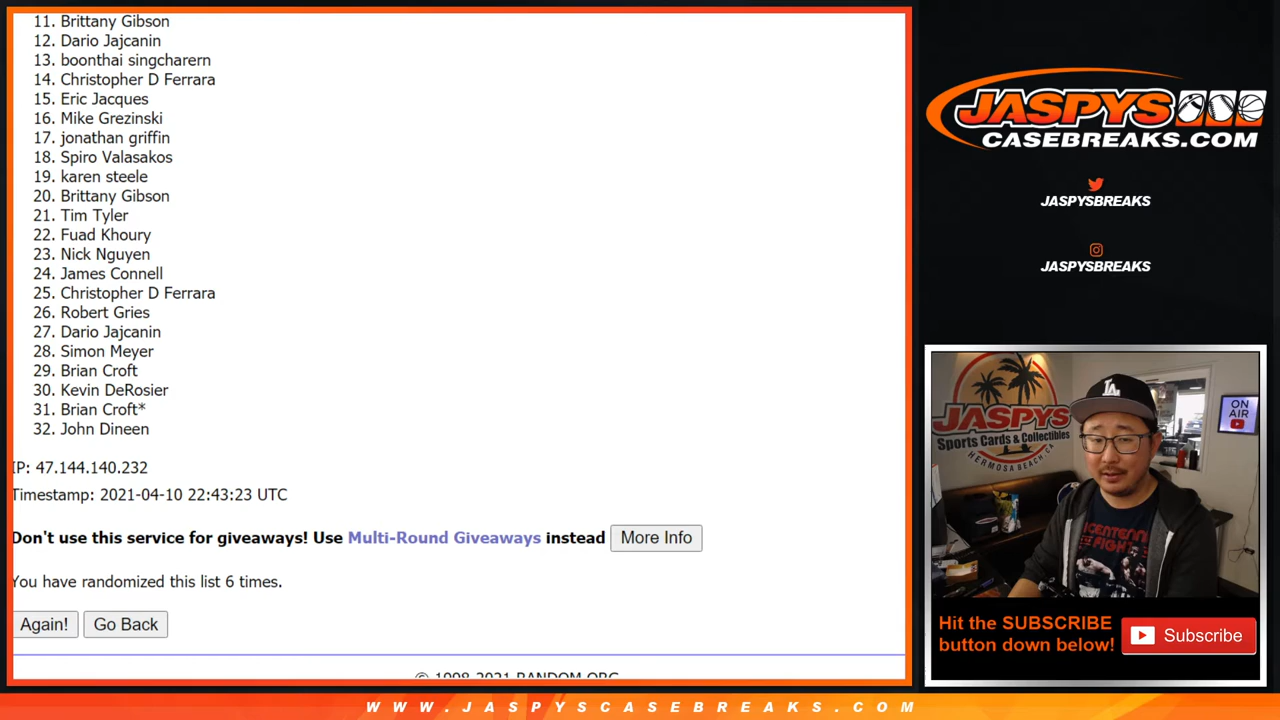 11. Brittany Gibson
12. Dario Jajcanin
13. boonthai singcharern
14. Christopher D Ferrara
15. Eric Jacques
16. Mike Grezinski
17. jonathan griffin
18. Spiro Valasakos
19. karen steele
20. Brittany Gibson
21. Tim Tyler
22. Fuad Khoury
23. Nick Nguyen
24. James Connell
25. Christopher D Ferrara
26. Robert Gries
27. Dario Jajcanin
28. Simon Meyer
29. Brian Croft
30. Kevin DeRosier
31. Brian Croft*
32. John Dineen
IP: 47.144.140.232
Timestamp: 2021-04-10 22:43:23 UTC
Don't use this service for giveaways! Use Multi-Round Giveaways instead More Info
You have randomized this list 6 times.
Again! Go Back
© 1998-2021 RANDOM.ORG
JASPYS
CASEBREAKS.COM
JASPYSBREAKS
JASPYSBREAKS
JASPYS
Sports Cards & Collectibles
HERMOSA BEACH, CA
LA
ON AIR
Hit the SUBSCRIBE
button down below!
Subscribe
WWW.JASPYSCASEBREAKS.COM